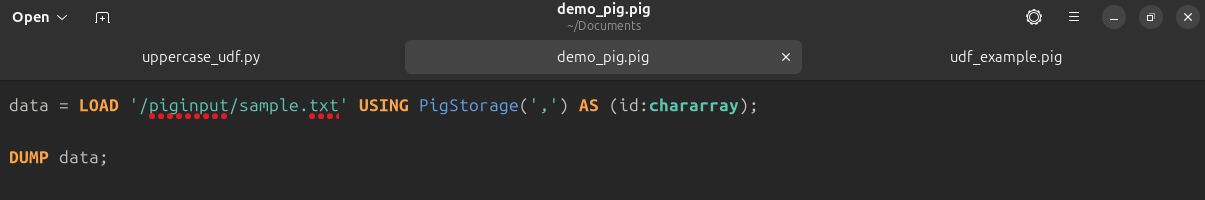 Open
demo_pig.pig
~/Documents
uppercase_udf.py
demo_pig.pig
udf_example.pig
data = LOAD '/piginput/sample.txt' USING PigStorage(',') AS (id:chararray);
DUMP data;